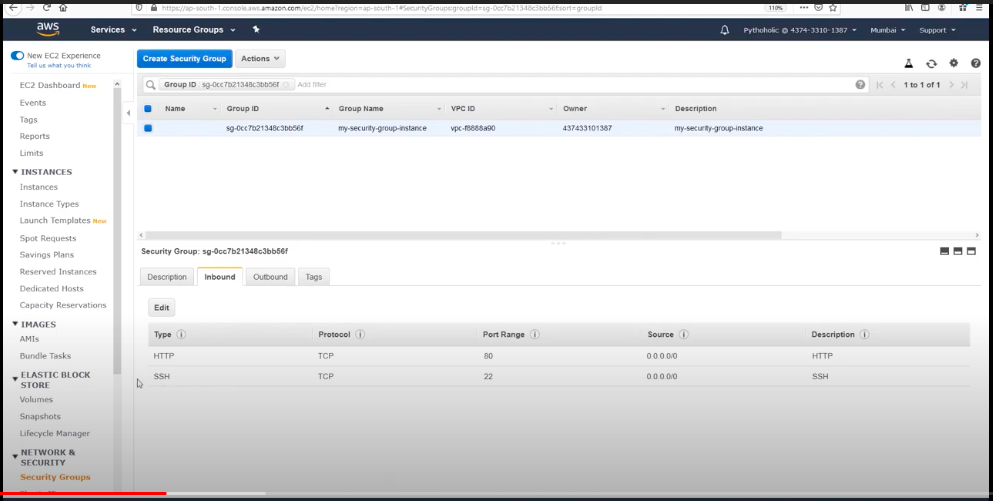 https://ap-south-1.console.aws.amazon.com/ec2/home?region=ap-south-1#SecurityGroups:groupId=sg-0cc7b21348c3bb56f;sort=groupId 110%
aws Services Resource Groups Pythoholic @ 4374-3310-1387 Mumbai Support
New EC2 Experience
Tell us what you think
Create Security Group Actions
EC2 Dashboard New
Group ID : sg-0cc7b21348c3bb56f Add filter 1 to 1 of 1
Events
Name Group ID Group Name VPC ID Owner Description
Tags
sg-0cc7b21348c3bb56f my-security-group-instance vpc-f8888a90 437433101387 my-security-group-instance
Reports
Limits
INSTANCES
Instances
Instance Types
Launch Templates New
Spot Requests
Savings Plans
Reserved Instances
Dedicated Hosts
Capacity Reservations
IMAGES
AMIs
Bundle Tasks
ELASTIC BLOCK
STORE
Volumes
Snapshots
Lifecycle Manager
NETWORK &
SECURITY
Security Groups
Security Group: sg-0cc7b21348c3bb56f
Description Inbound Outbound Tags
Edit
Type Protocol Port Range Source Description
HTTP TCP 80 0.0.0.0/0 HTTP
SSH TCP 22 0.0.0.0/0 SSH